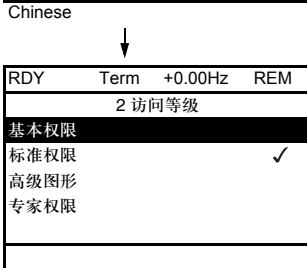 Chinese
RDY Term +0.00Hz REM
2 访问等级
基本权限
标准权限 ✓
高级图形
专家权限